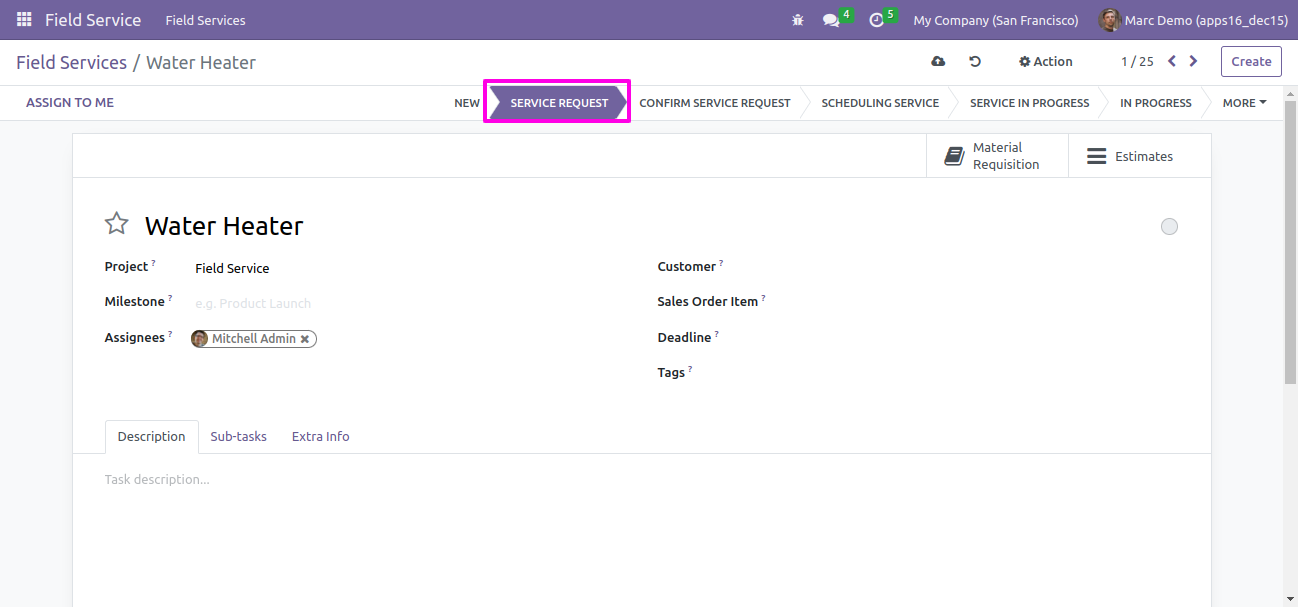 Field Service Field Services 4 5 My Company (San Francisco) Marc Demo (apps16_dec15)
Field Services / Water Heater Action 1 / 25 Create
ASSIGN TO ME NEW SERVICE REQUEST CONFIRM SERVICE REQUEST SCHEDULING SERVICE SERVICE IN PROGRESS IN PROGRESS MORE
Material
Requisition
Estimates
Water Heater
Project ? Field Service
Customer ?
Milestone ? e.g. Product Launch
Sales Order Item ?
Assignees ? Mitchell Admin
Deadline ?
Tags ?
Description Sub-tasks Extra Info
Task description...